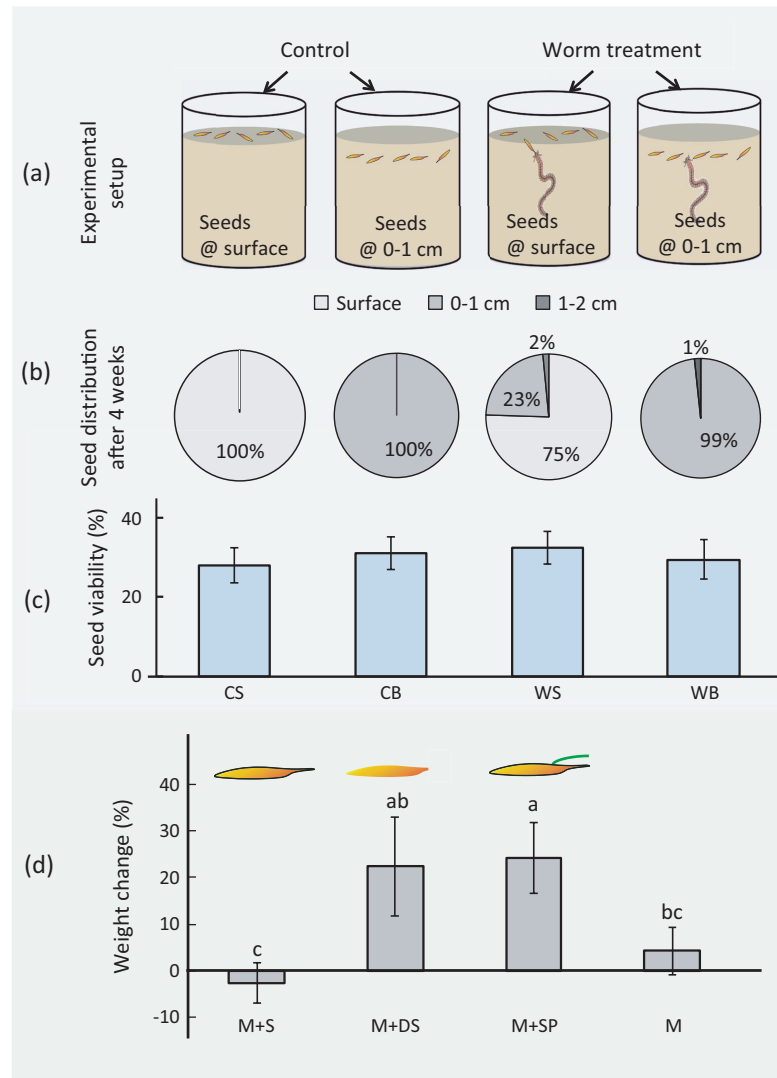 Control Worm treatment
(a)
Experimental
setup
Seeds
@ surface
Seeds
@ 0-1 cm
Seeds
@ surface
Seeds
@ 0-1 cm
Surface 0-1 cm 1-2 cm
(b)
Seed distribution
after 4 weeks
100%
100%
2%
23%
75%
1%
99%
(c)
Seed viability (%)
40
20
0
CS CB WS WB
(d)
Weight change (%)
40
30
20
10
0
-10
c
ab
a
bc
M+S M+DS M+SP M